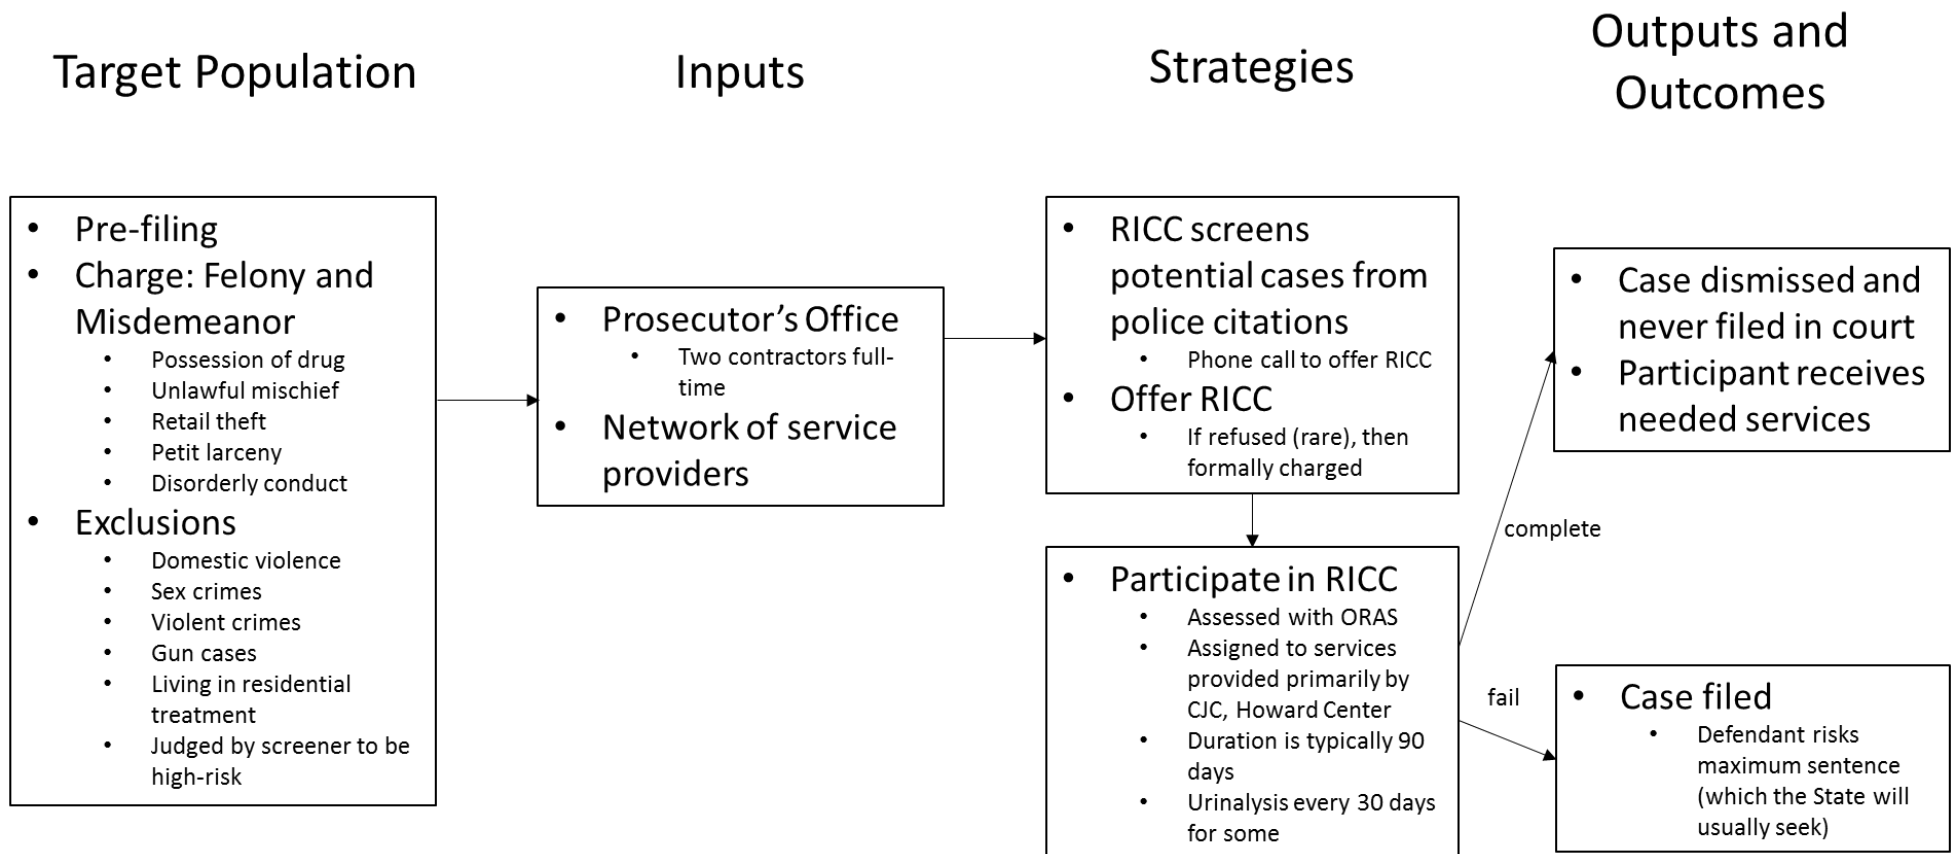 Target Population
Inputs
Strategies
Outputs and
Outcomes
• Pre-filing
• Charge: Felony and
Misdemeanor
• Possession of drug
• Unlawful mischief
• Retail theft
• Petit larceny
• Disorderly conduct
• Exclusions
• Domestic violence
• Sex crimes
• Violent crimes
• Gun cases
• Living in residential
treatment
• Judged by screener to be
high-risk
• Prosecutor’s Office
• Two contractors full-
time
• Network of service
providers
• RICC screens
potential cases from
police citations
• Phone call to offer RICC
• Offer RICC
• If refused (rare), then
formally charged
• Participate in RICC
• Assessed with ORAS
• Assigned to services
provided primarily by
CJC, Howard Center
• Duration is typically 90
days
• Urinalysis every 30 days
for some
complete
fail
• Case dismissed and
never filed in court
• Participant receives
needed services
• Case filed
• Defendant risks
maximum sentence
(which the State will
usually seek)